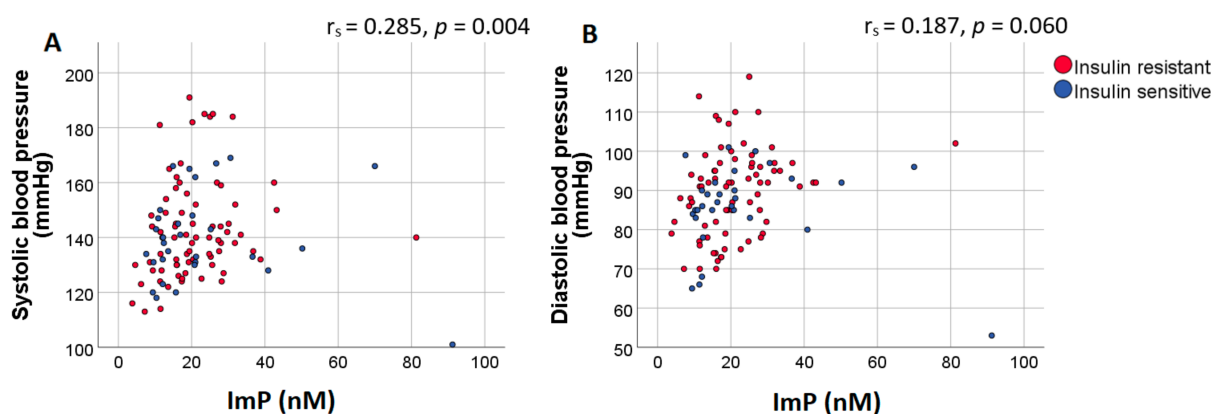 A
rₛ = 0.285, p = 0.004
Systolic blood pressure
(mmHg)
200
180
160
140
120
100
0
20
40
60
80
100
ImP (nM)
B
rₛ = 0.187, p = 0.060
Diastolic blood pressure
(mmHg)
120
110
100
90
80
70
60
50
0
20
40
60
80
100
ImP (nM)
Insulin resistant
Insulin sensitive